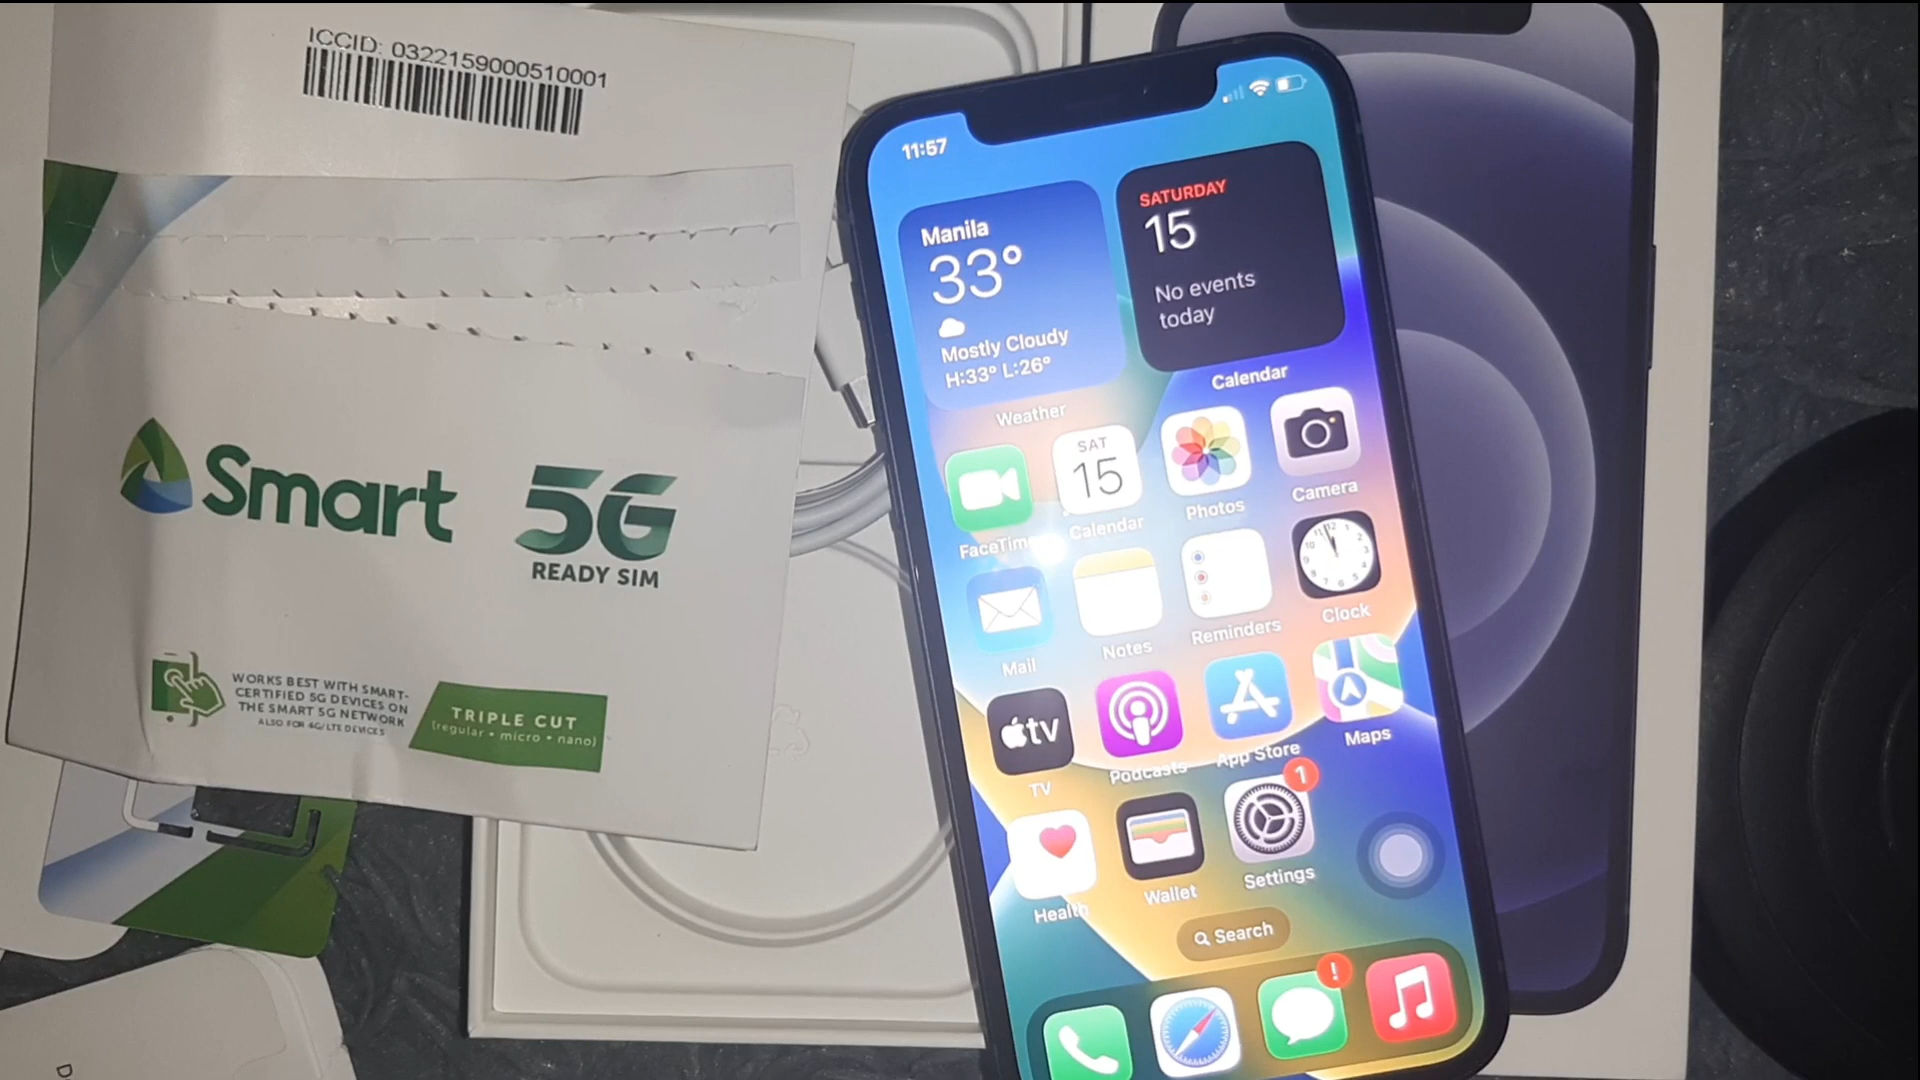 ICCID: 0322159000510001
Smart 5G
READY SIM
WORKS BEST WITH SMART-
CERTIFIED 5G DEVICES ON
THE SMART 5G NETWORK
ALSO FOR 4G/LTE DEVICES
TRIPLE CUT
(regular • micro • nano)
D
11:57
Manila
33°
Mostly Cloudy
H:33° L:26°
Weather
SATURDAY
15
No events
today
Calendar
SAT
15
FaceTime
Calendar
Photos
Camera
12
Mail
Notes
Reminders
Clock
tv
TV
Podcasts
App Store
Maps
1
Health
Wallet
Settings
Search
!